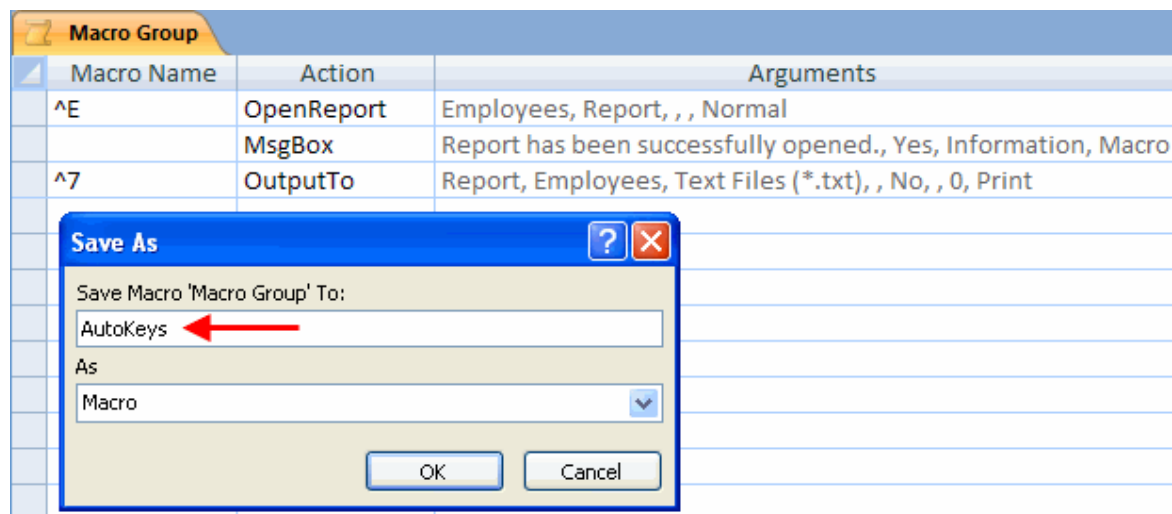 Macro Group
Macro Name Action Arguments
^E OpenReport Employees, Report, , , Normal
MsgBox Report has been successfully opened., Yes, Information, Macro
^7 OutputTo Report, Employees, Text Files (*.txt), , No, , 0, Print
Save As
Save Macro 'Macro Group' To:
AutoKeys
As
Macro
OK Cancel